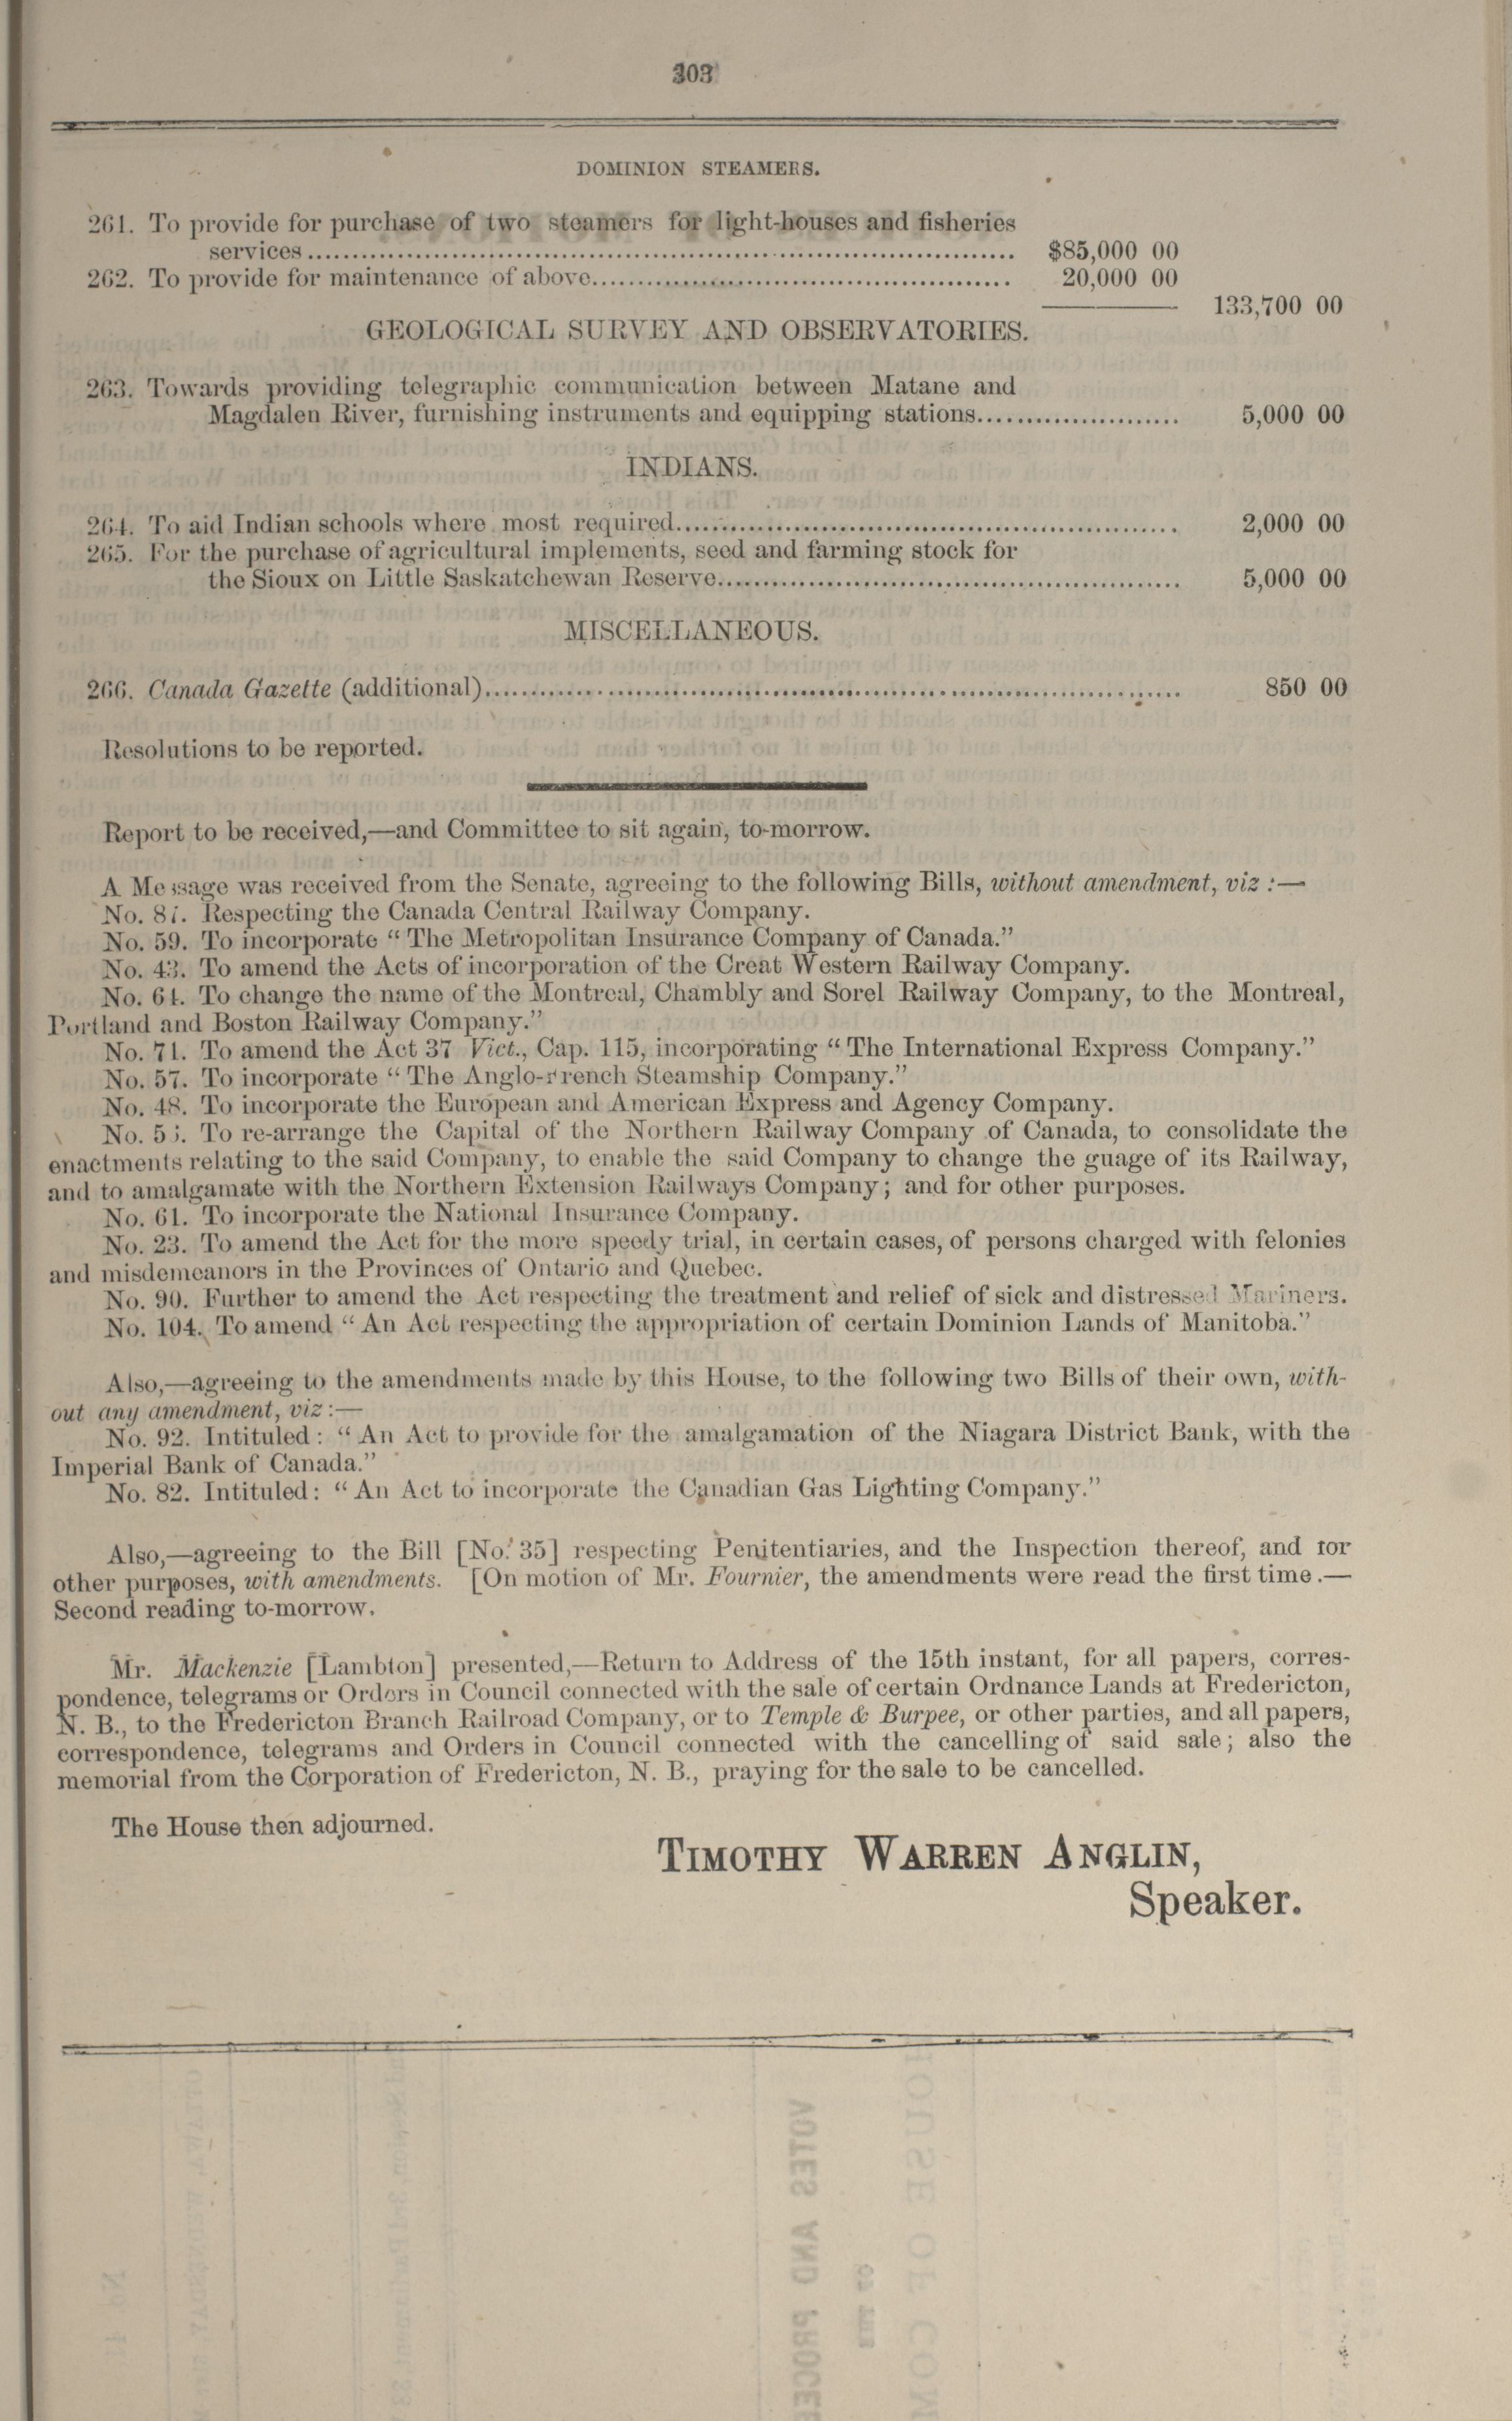 303
DOMINION STEAMERS.
261. To provide for purchase of two steamers for light-houses and fisheries
services........ $85,000 00
262. To provide for maintenance of above........ 20,000 00
133,700 00
GEOLOGICAL SURVEY AND OBSERVATORIES.
263. Towards providing telegraphic communication between Matane and
Magdalen River, furnishing instruments and equipping stations........ 5,000 00
INDIANS.
264. To aid Indian schools where most required........ 2,000 00
265. For the purchase of agricultural implements, seed and farming stock for
the Sioux on Little Saskatchewan Reserve........ 5,000 00
MISCELLANEOUS.
266. Canada Gazette (additional)........ 850 00
Resolutions to be reported.
Report to be received,—and Committee to sit again, to-morrow.
A Message was received from the Senate, agreeing to the following Bills, without amendment, viz :—
No. Respecting the Canada Central Railway Company.
No. 59. To incorporate “ The Metropolitan Insurance Company of Canada.”
No. 43. To amend the Acts of incorporation of the Creat Western Railway Company.
No. 64. To change the name of the Montreal, Chambly and Sorel Railway Company, to the Montreal,
Portland and Boston Railway Company.”
No. 71. To amend the Act 37 Vict., Cap. 115, incorporating “ The International Express Company.”
No. 57. To incorporate “ The Anglo-French Steamship Company.”
No. 48. To incorporate the European and American Express and Agency Company.
No. To re-arrange the Capital of the Northern Railway Company of Canada, to consolidate the
enactments relating to the said Company, to enable the said Company to change the guage of its Railway,
and to amalgamate with the Northern Extension Railways Company; and for other purposes.
No. 61. To incorporate the National Insurance Company.
No. 23. To amend the Act for the more speedy trial, in certain cases, of persons charged with felonies
and misdemeanors in the Provinces of Ontario and Quebec.
No. 90. Further to amend the Act respecting the treatment and relief of sick and distressed Mariners.
No. 104. To amend “ An Act respecting the appropriation of certain Dominion Lands of Manitoba.”
Also,—agreeing to the amendments made by this House, to the following two Bills of their own, with-
out any amendment, viz :—
No. 92. Intituled : “ An Act to provide for the amalgamation of the Niagara District Bank, with the
Imperial Bank of Canada.”
No. 82. Intituled : “ An Act to incorporate the Canadian Gas Lighting Company.”
Also,—agreeing to the Bill [No. 35] respecting Penitentiaries, and the Inspection thereof, and for
other purposes, with amendments. [On motion of Mr. Fournier, the amendments were read the first time.—
Second reading to-morrow.
Mr. Mackenzie [Lambton] presented,—Return to Address of the 15th instant, for all papers, corres-
pondence, telegrams or Orders in Council connected with the sale of certain Ordnance Lands at Fredericton,
N. B., to the Fredericton Branch Railroad Company, or to Temple & Burpee, or other parties, and all papers,
correspondence, telegrams and Orders in Council connected with the cancelling of said sale; also the
memorial from the Corporation of Fredericton, N. B., praying for the sale to be cancelled.
The House then adjourned.
TIMOTHY WARREN ANGLIN,
Speaker.